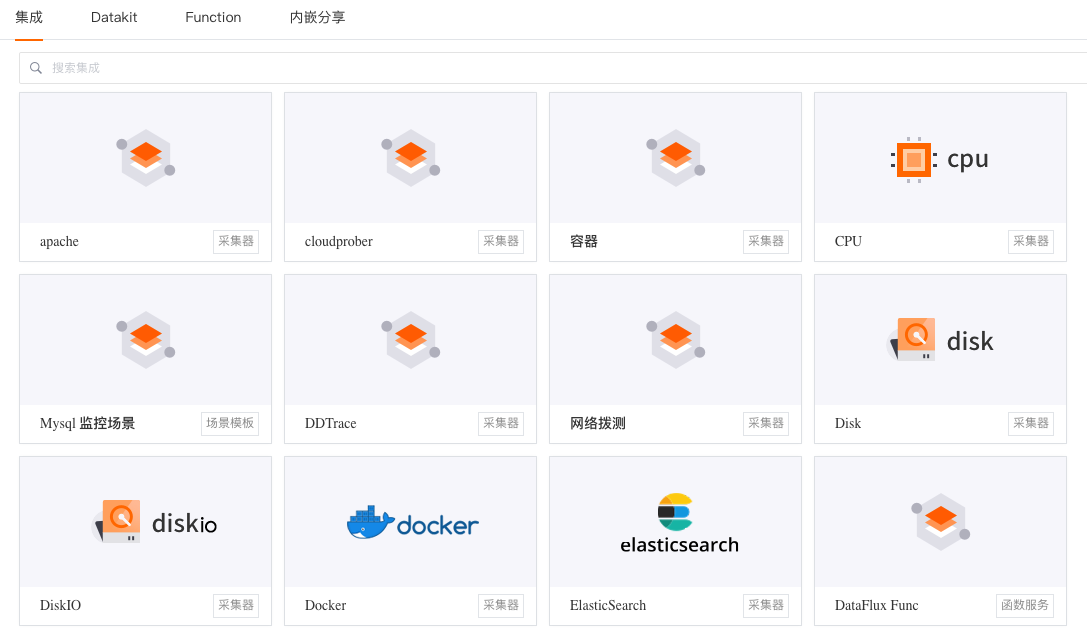 集成 Datakit Function 内嵌分享
搜索集成
cpu
apache 采集器 cloudprober 采集器 容器 采集器 CPU 采集器
disk
Mysql 监控场景 场景模板 DDTrace 采集器 网络拨测 采集器 Disk 采集器
diskio docker elasticsearch
DiskIO 采集器 Docker 采集器 ElasticSearch 采集器 DataFlux Func 函数服务